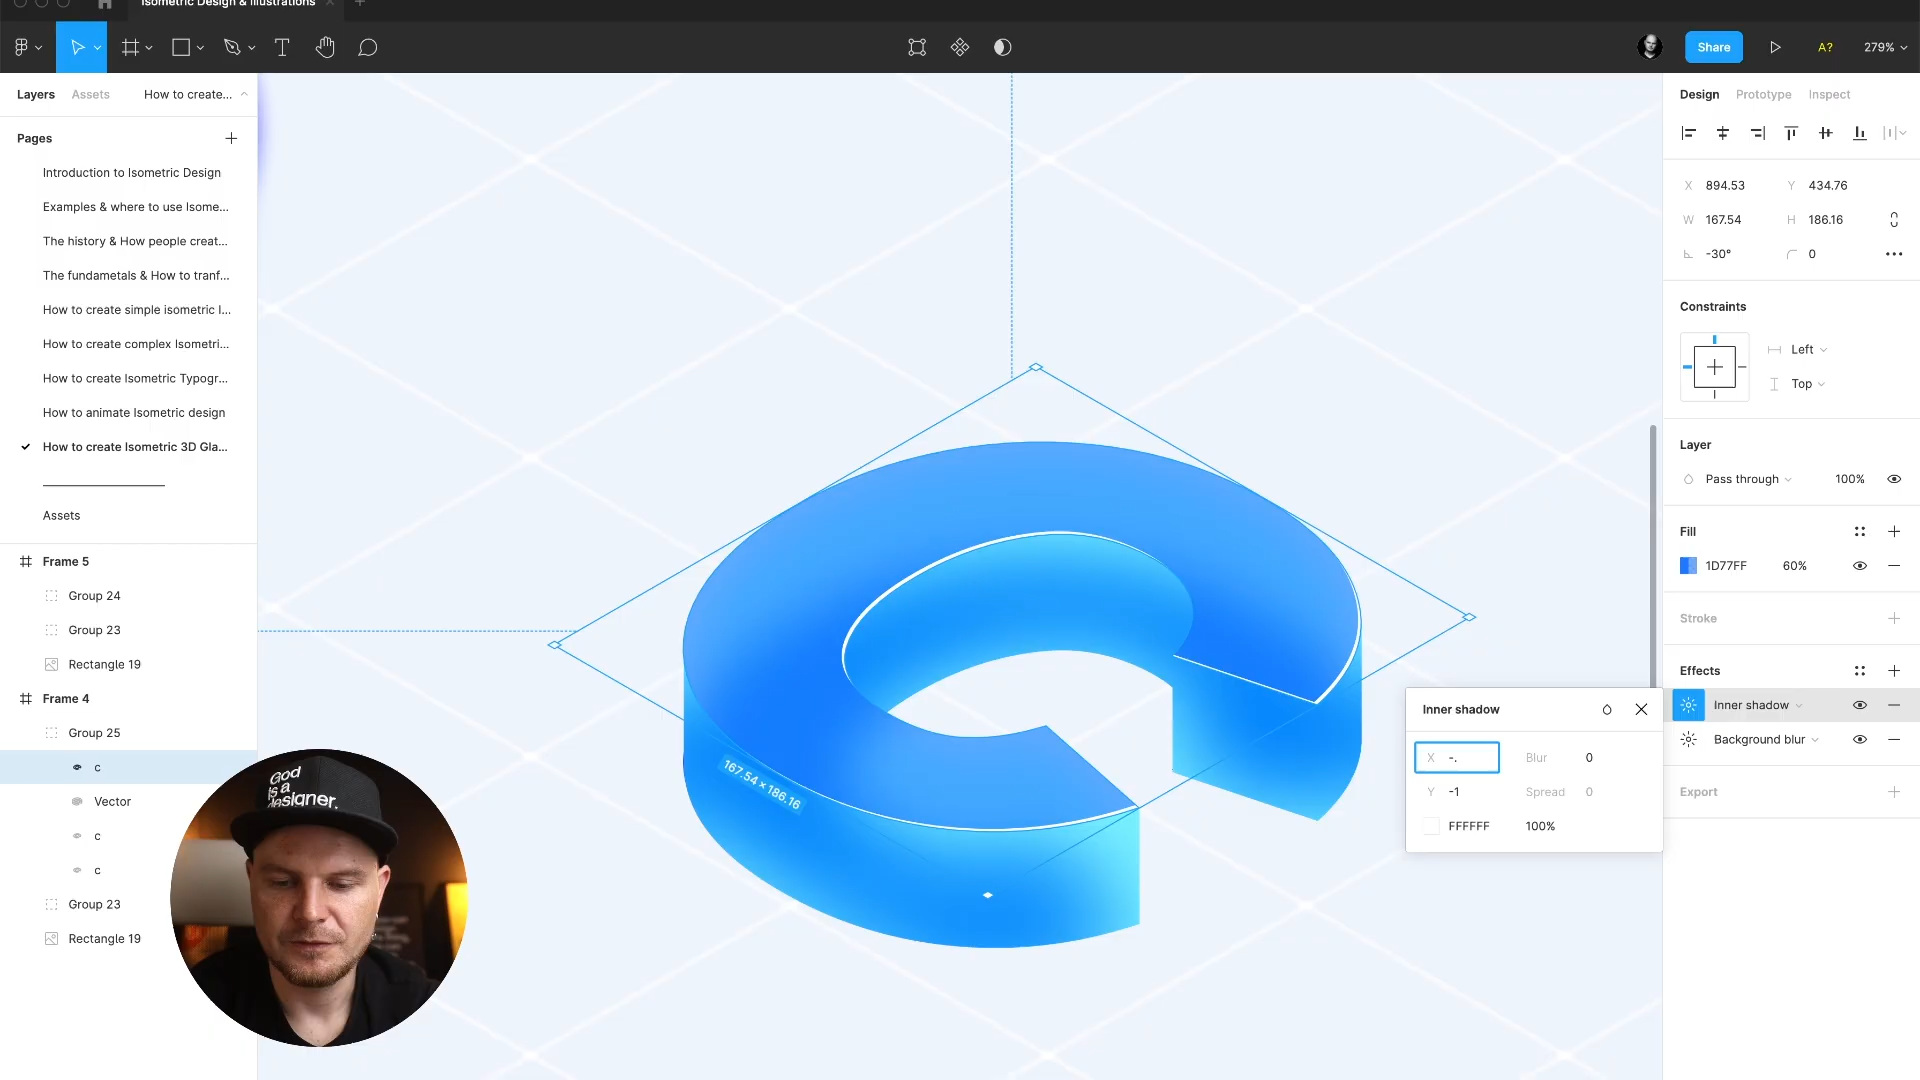 Isometric Design & Illustrations
Share
A?
279%
Layers
Assets
How to create...
Pages
Introduction to Isometric Design
Examples & where to use Isome...
The history & How people creat...
The fundametals & How to tranf...
How to create simple isometric I...
How to create complex Isometri...
How to create Isometric Typogr...
How to animate Isometric design
How to create Isometric 3D Gla...
Assets
Frame 5
Group 24
Group 23
Rectangle 19
Frame 4
Group 25
c
Vector
c
c
Group 23
Rectangle 19
God
is a
designer.
167.54 × 186.16
Inner shadow
X -.
Blur 0
Y -1
Spread 0
FFFFFF 100%
Design
Prototype
Inspect
X 894.53
Y 434.76
W 167.54
H 186.16
-30°
0
Constraints
Left
Top
Layer
Pass through
100%
Fill
1D77FF
60%
Stroke
Effects
Inner shadow
Background blur
Export